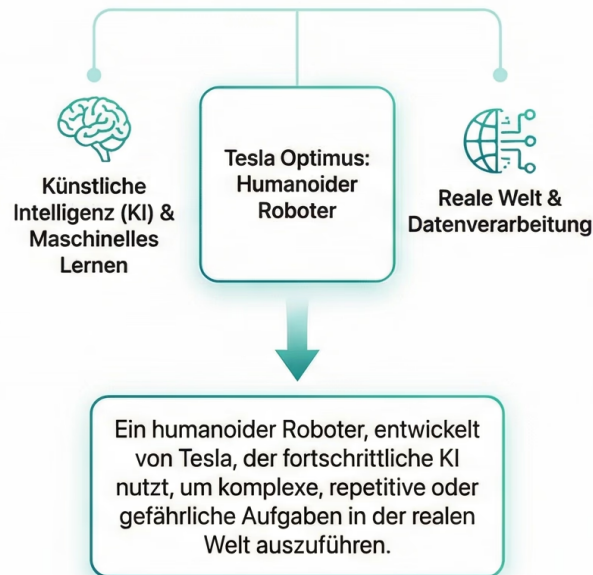 Künstliche
Intelligenz (KI) &
Maschinelles
Lernen
Tesla Optimus:
Humanoider
Roboter
Reale Welt &
Datenverarbeitung
Ein humanoider Roboter, entwickelt
von Tesla, der fortschrittliche KI
nutzt, um komplexe, repetitive oder
gefährliche Aufgaben in der realen
Welt auszuführen.